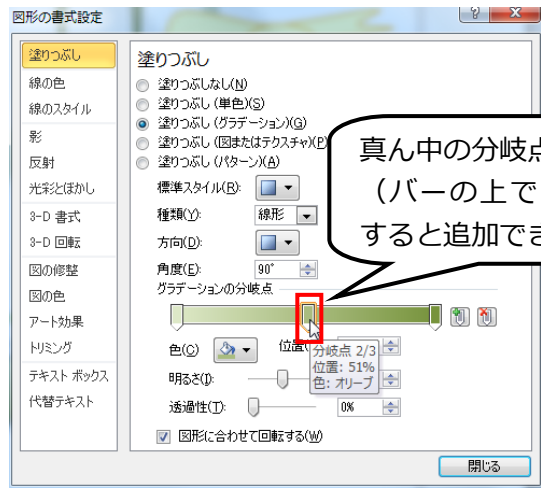 図形の書式設定
塗りつぶし
線の色
線のスタイル
影
反射
光彩とぼかし
3-D 書式
3-D 回転
図の修整
図の色
アート効果
トリミング
テキスト ボックス
代替テキスト
塗りつぶし
塗りつぶしなし(N)
塗りつぶし (単色)(S)
塗りつぶし (グラデーション)(G)
塗りつぶし (図またはテクスチャ)(P)
塗りつぶし (パターン)(A)
標準スタイル(R):
種類(Y): 線形
方向(D):
角度(E): 90°
グラデーションの分岐点
色(C) 位置
明るさ(I):
透過性(T): 0%
図形に合わせて回転する(W)
分岐点 2/3
位置: 51%
色: オリーブ
真ん中の分岐点
(バーの上で
すると追加でき
閉じる